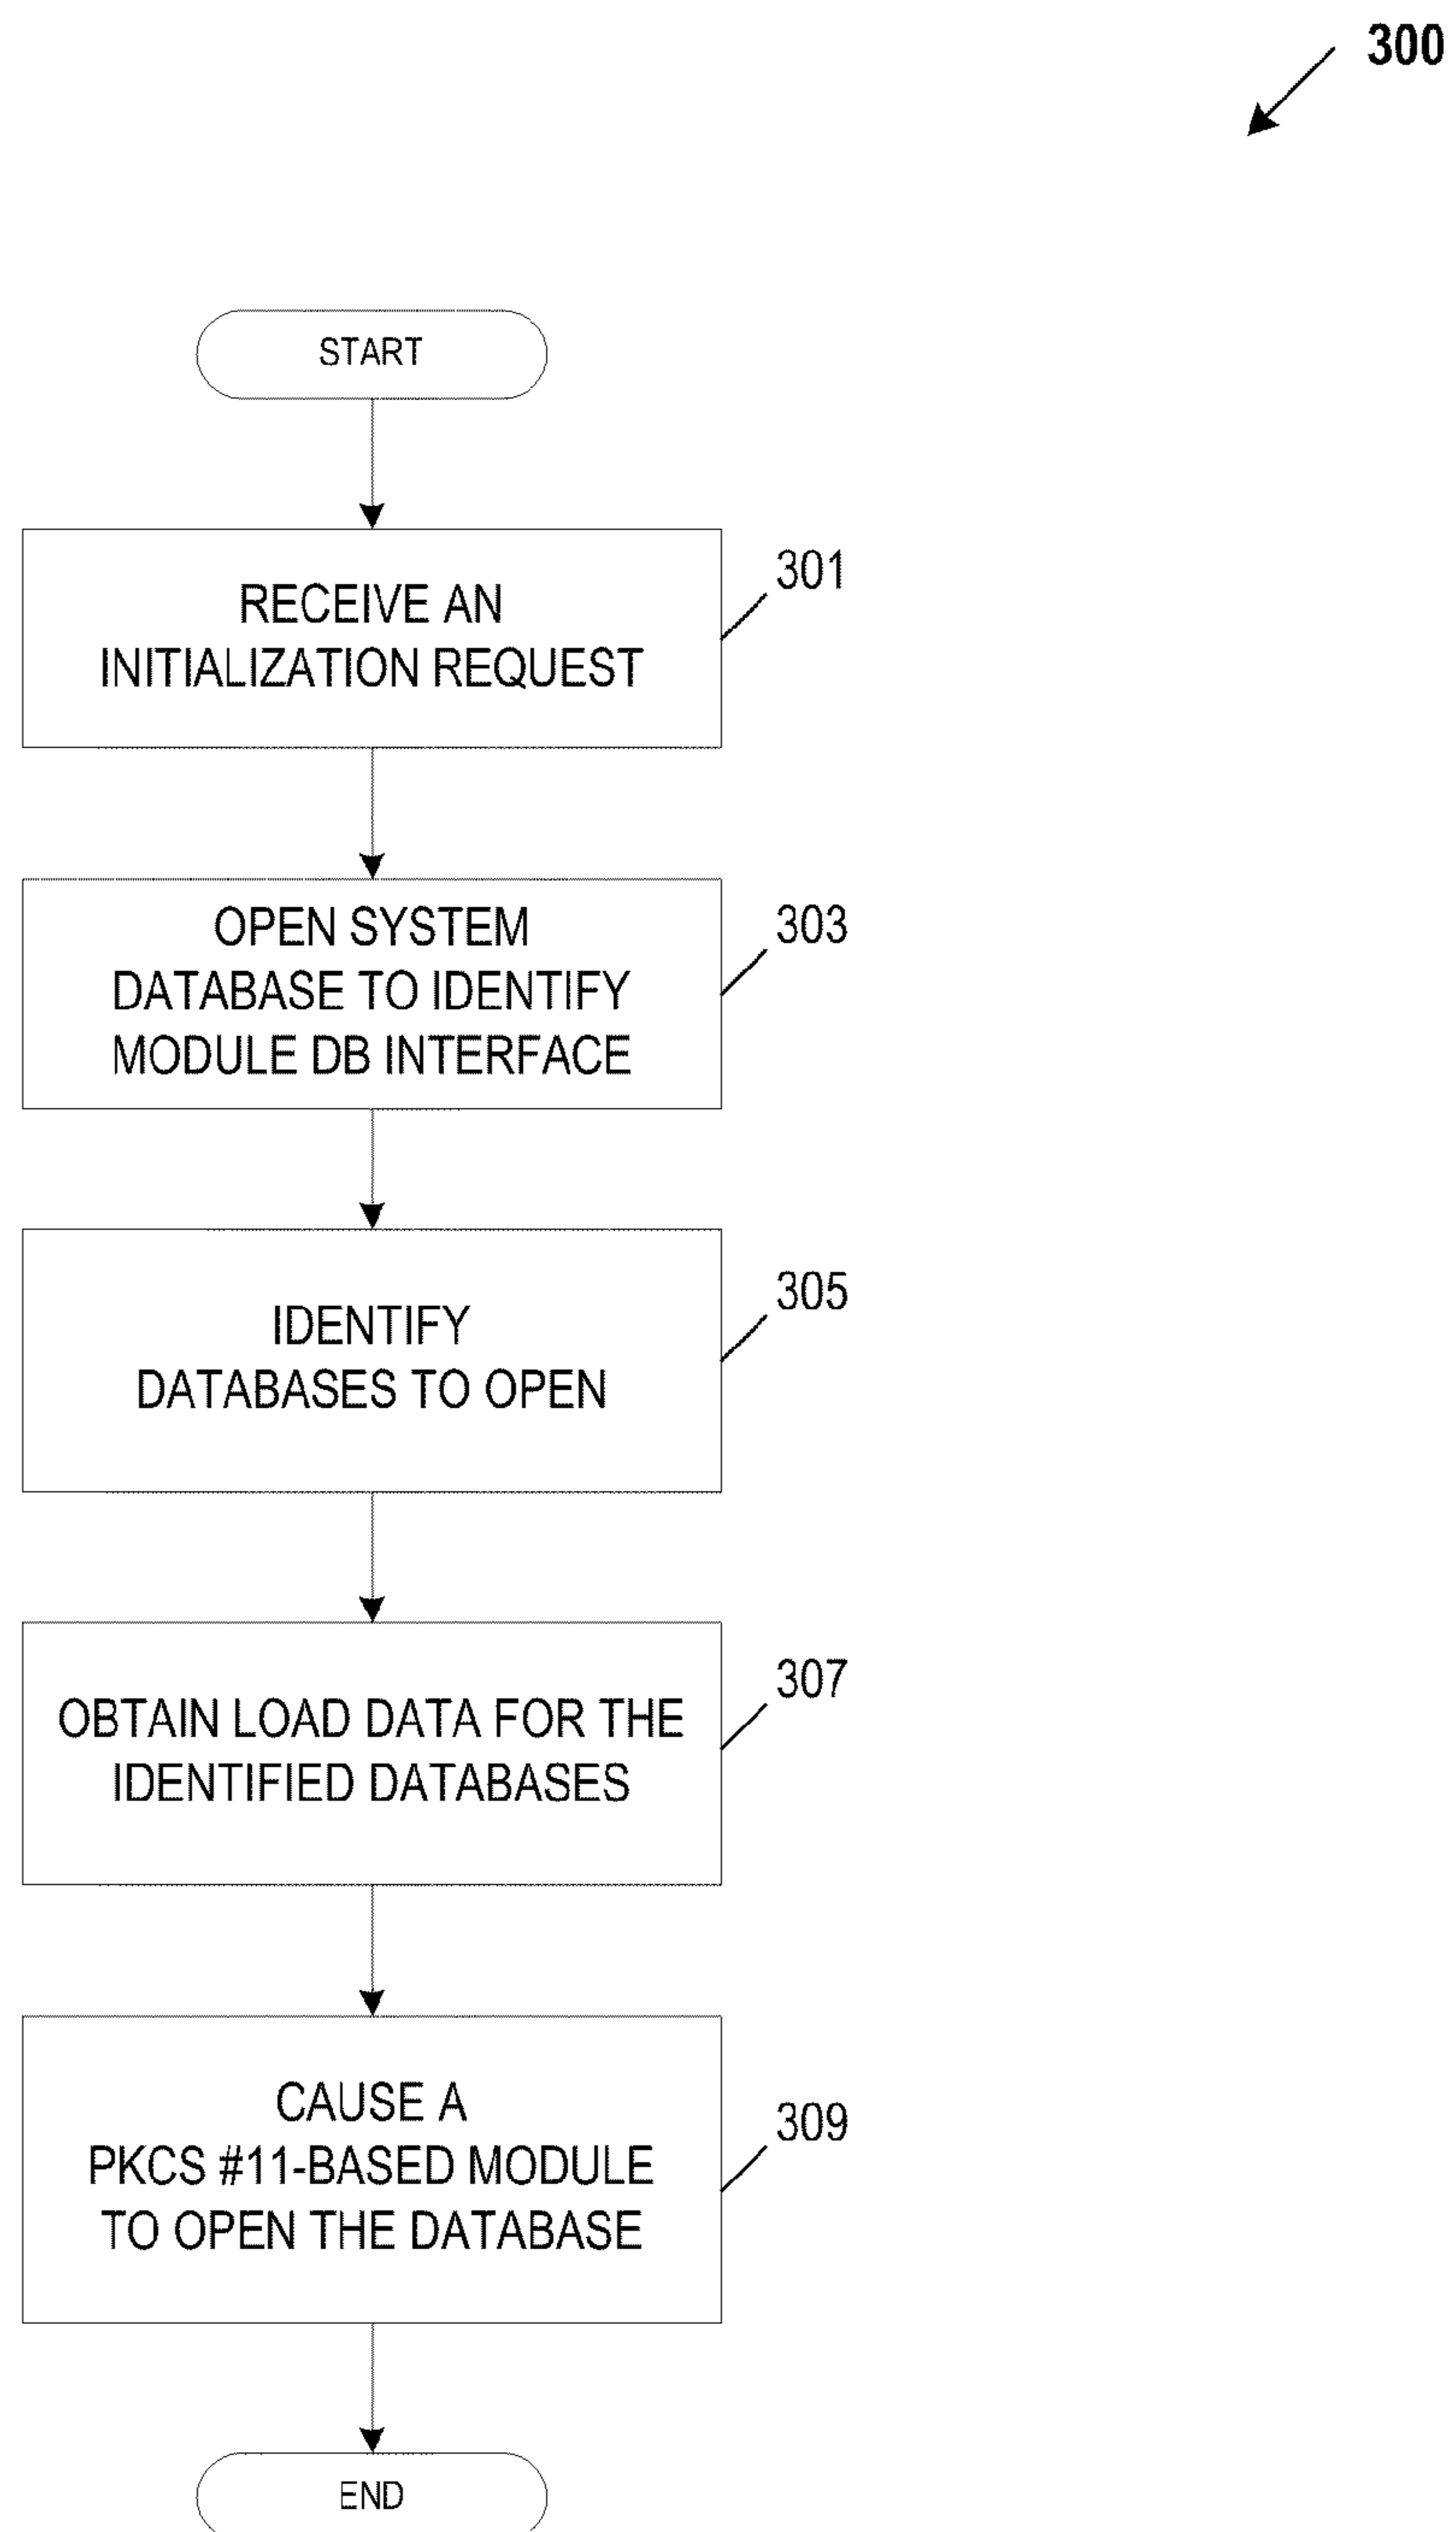 300
START
RECEIVE AN
INITIALIZATION REQUEST
301
OPEN SYSTEM
DATABASE TO IDENTIFY
MODULE DB INTERFACE
303
IDENTIFY
DATABASES TO OPEN
305
OBTAIN LOAD DATA FOR THE
IDENTIFIED DATABASES
307
CAUSE A
PKCS #11-BASED MODULE
TO OPEN THE DATABASE
309
END